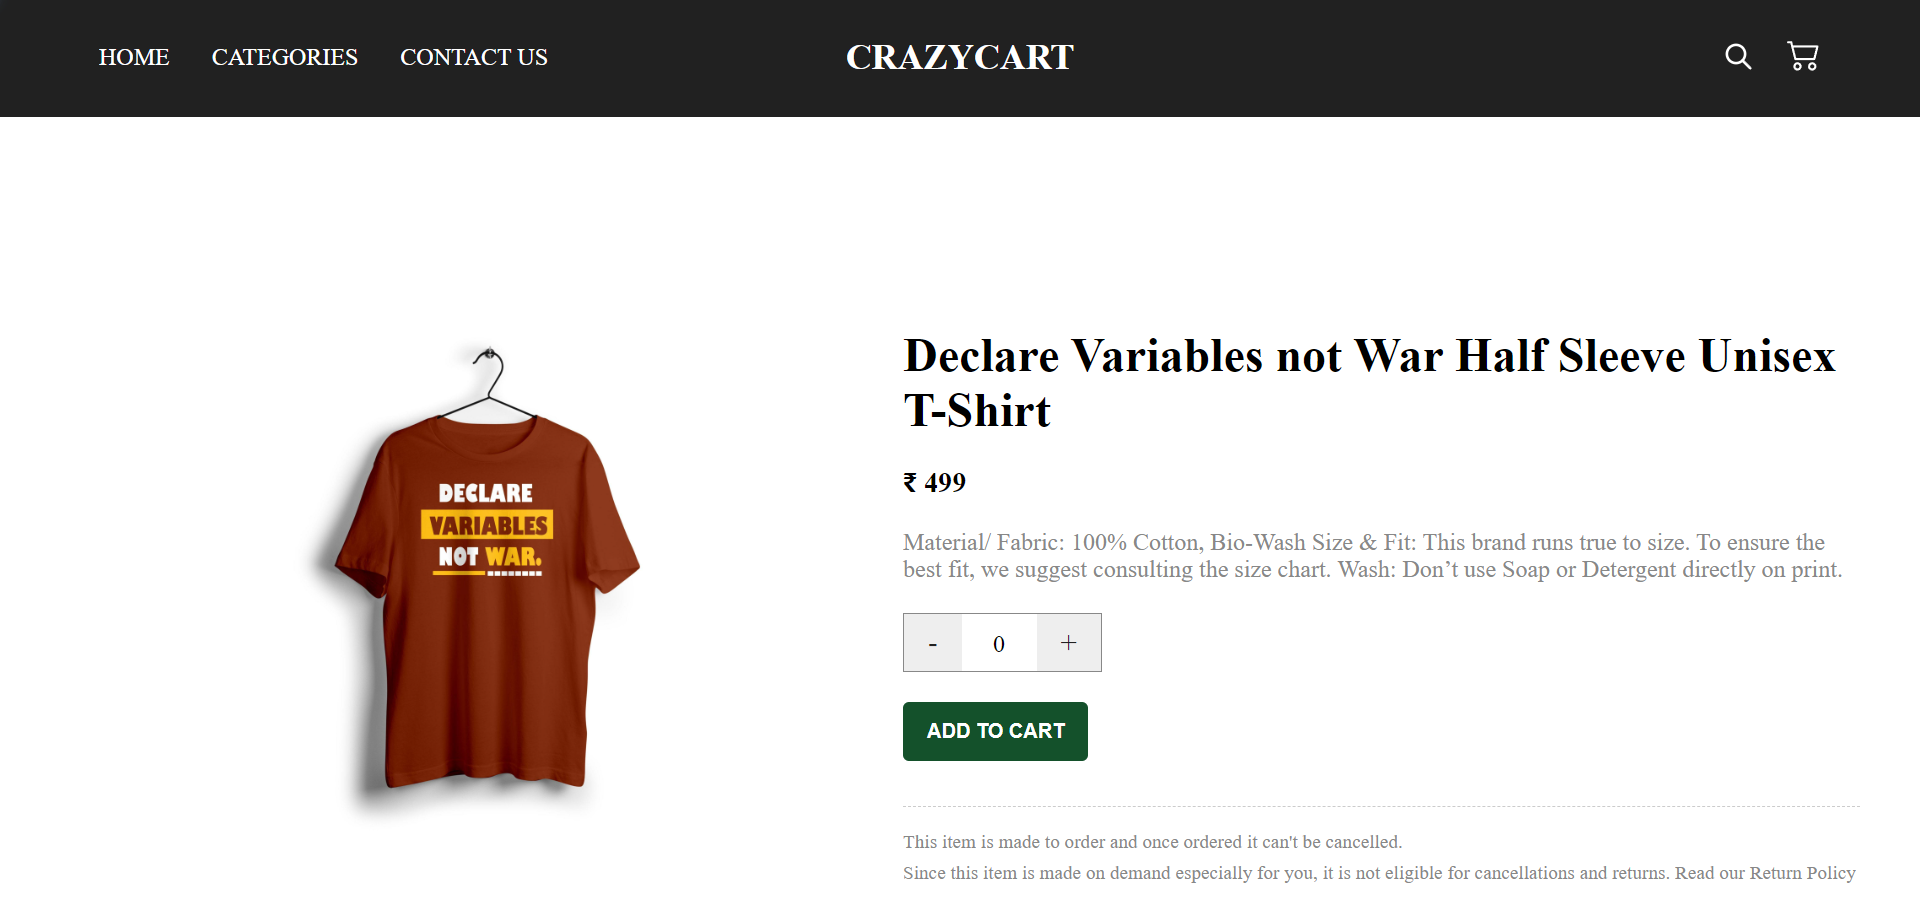 HOME CATEGORIES CONTACT US CRAZYCART
Declare Variables not War Half Sleeve Unisex
T-Shirt
₹ 499
DECLARE
VARIABLES
NOT WAR.
Material/ Fabric: 100% Cotton, Bio-Wash Size & Fit: This brand runs true to size. To ensure the
best fit, we suggest consulting the size chart. Wash: Don’t use Soap or Detergent directly on print.
- 0 +
ADD TO CART
This item is made to order and once ordered it can't be cancelled.
Since this item is made on demand especially for you, it is not eligible for cancellations and returns. Read our Return Policy